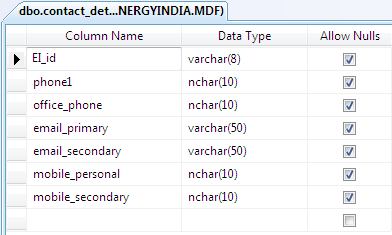 dbo.contact_det...NERGYINDIA.MDF)
Column Name Data Type Allow Nulls
EI_id varchar(8)
phone1 nchar(10)
office_phone nchar(10)
email_primary varchar(50)
email_secondary varchar(50)
mobile_personal nchar(10)
mobile_secondary nchar(10)